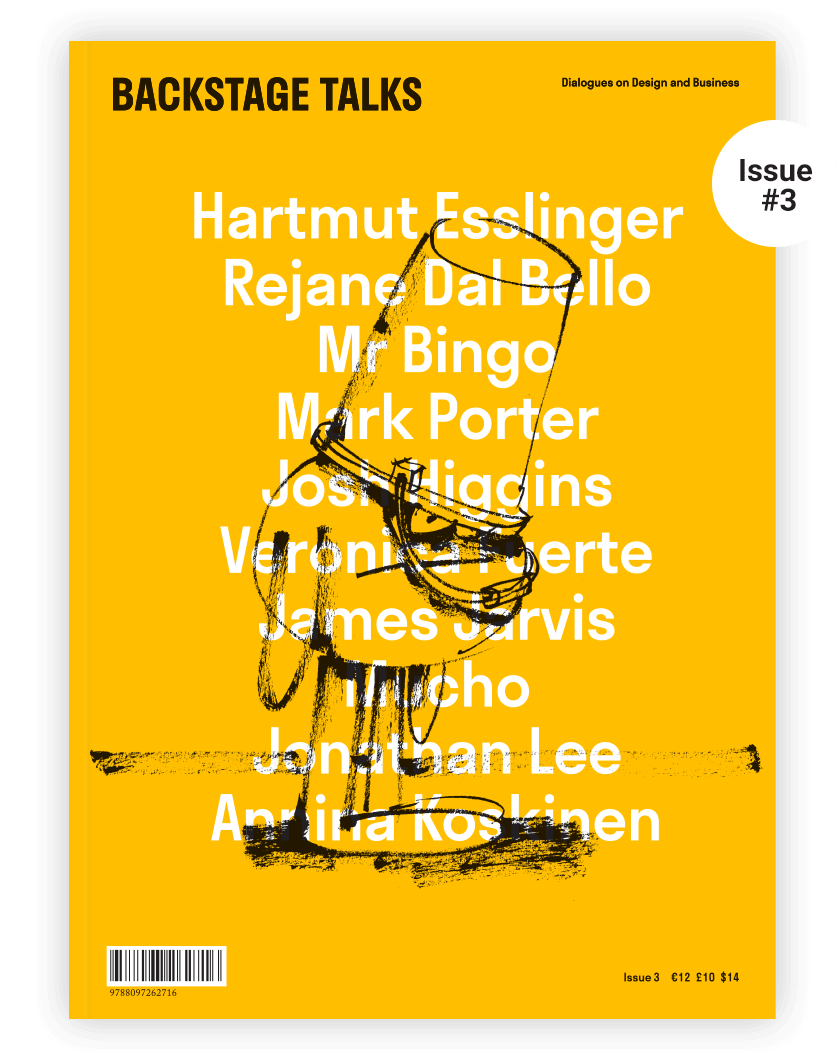 BACKSTAGE TALKS
Dialogues on Design and Business
Issue
#3
Hartmut Esslinger
Rejane Dal Bello
Mr Bingo
Mark Porter
Josh Higgins
Veronica Fuerte
James Jarvis
Mucho
Jonathan Lee
Annina Koskinen
9788097262716
Issue 3 €12 £10 $14